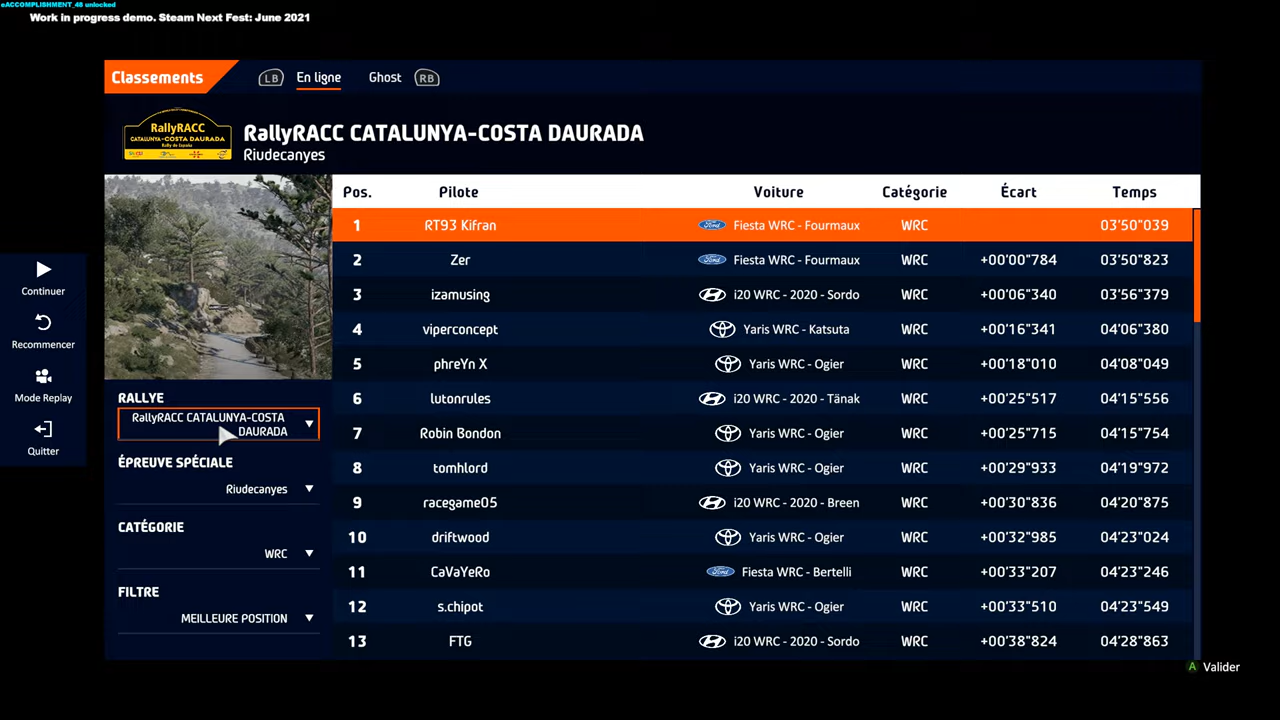 eACCOMPLISHMENT_48 unlocked
Work in progress demo. Steam Next Fest: June 2021
Classements
LB En ligne Ghost RB
RallyRACC
CATALUNYA-COSTA DAURADA
Rally de España
RallyRACC CATALUNYA-COSTA DAURADA
Riudecanyes
Continuer
Recommencer
Mode Replay
Quitter
RALLYE
RallyRACC CATALUNYA-COSTA
DAURADA
ÉPREUVE SPÉCIALE
Riudecanyes
CATÉGORIE
WRC
FILTRE
MEILLEURE POSITION
Pos. Pilote Voiture Catégorie Écart Temps
1 RT93 Kifran Fiesta WRC - Fourmaux WRC 03'50"039
2 Zer Fiesta WRC - Fourmaux WRC +00'00"784 03'50"823
3 izamusing i20 WRC - 2020 - Sordo WRC +00'06"340 03'56"379
4 viperconcept Yaris WRC - Katsuta WRC +00'16"341 04'06"380
5 phreYn X Yaris WRC - Ogier WRC +00'18"010 04'08"049
6 lutonrules i20 WRC - 2020 - Tänak WRC +00'25"517 04'15"556
7 Robin Bondon Yaris WRC - Ogier WRC +00'25"715 04'15"754
8 tomhlord Yaris WRC - Ogier WRC +00'29"933 04'19"972
9 racegame05 i20 WRC - 2020 - Breen WRC +00'30"836 04'20"875
10 driftwood Yaris WRC - Ogier WRC +00'32"985 04'23"024
11 CaVaYeRo Fiesta WRC - Bertelli WRC +00'33"207 04'23"246
12 s.chipot Yaris WRC - Ogier WRC +00'33"510 04'23"549
13 FTG i20 WRC - 2020 - Sordo WRC +00'38"824 04'28"863
A Valider